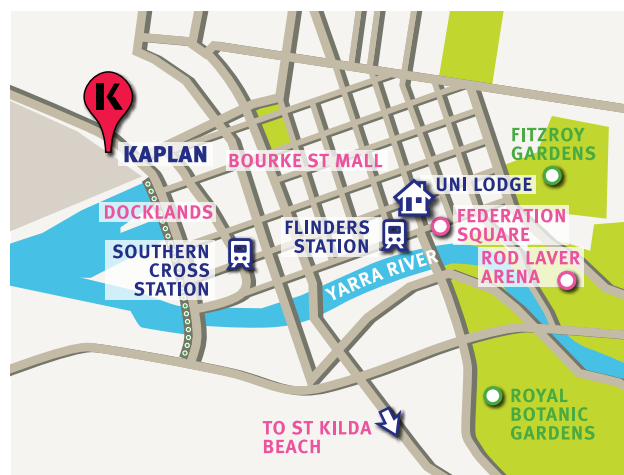 K
KAPLAN
BOURKE ST MALL
FITZROY
GARDENS
UNI LODGE
DOCKLANDS
FLINDERS
STATION
FEDERATION
SQUARE
SOUTHERN
CROSS
STATION
YARRA RIVER
ROD LAVER
ARENA
ROYAL
BOTANIC
GARDENS
TO ST KILDA
BEACH